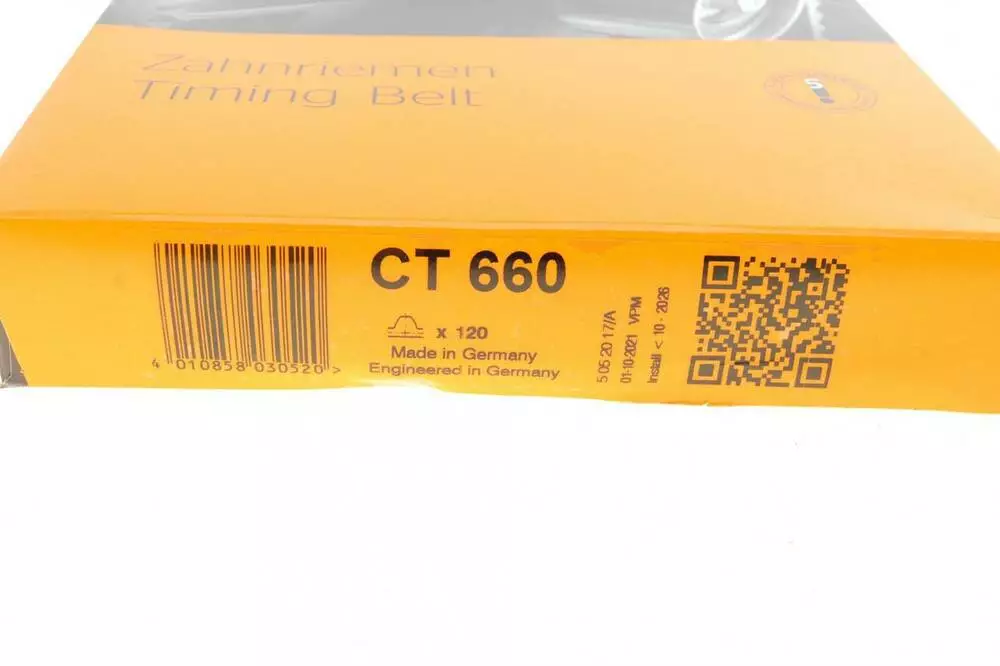 Zahnriemen
Timing Belt
CT 660
x 120
Made in Germany
Engineered in Germany
4 010858 030520 >
5 05 20 17/A
01-10-2021 VPM
Install < 10 - 2026